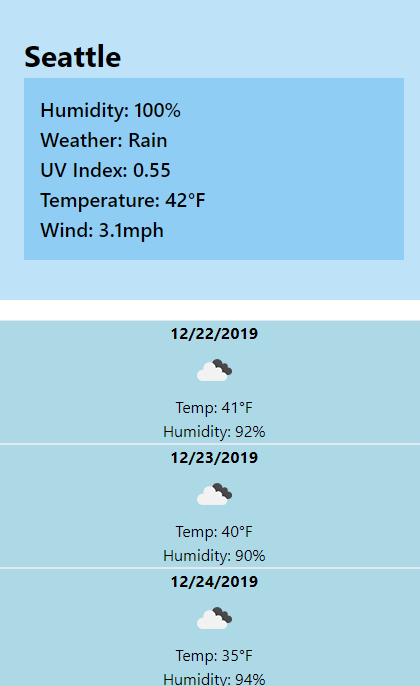 Seattle
Humidity: 100%
Weather: Rain
UV Index: 0.55
Temperature: 42°F
Wind: 3.1mph
12/22/2019
Temp: 41°F
Humidity: 92%
12/23/2019
Temp: 40°F
Humidity: 90%
12/24/2019
Temp: 35°F
Humidity: 94%